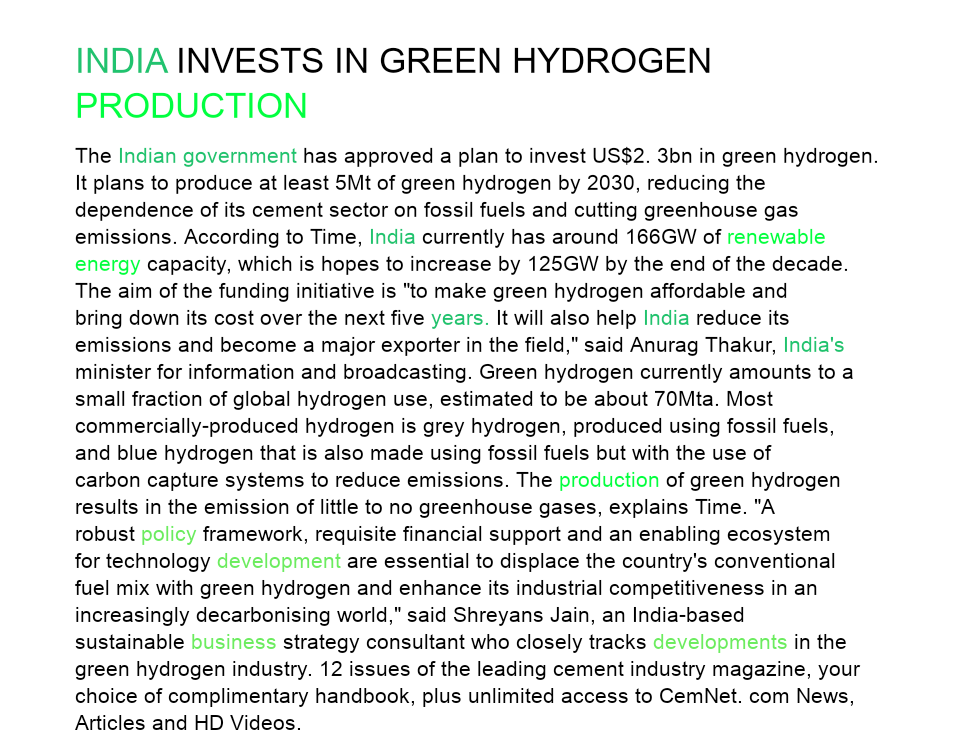 INDIA INVESTS IN GREEN HYDROGEN
PRODUCTION
The Indian government has approved a plan to invest US$2. 3bn in green hydrogen.
It plans to produce at least 5Mt of green hydrogen by 2030, reducing the
dependence of its cement sector on fossil fuels and cutting greenhouse gas
emissions. According to Time, India currently has around 166GW of renewable
energy capacity, which is hopes to increase by 125GW by the end of the decade.
The aim of the funding initiative is "to make green hydrogen affordable and
bring down its cost over the next five years. It will also help India reduce its
emissions and become a major exporter in the field," said Anurag Thakur, India's
minister for information and broadcasting. Green hydrogen currently amounts to a
small fraction of global hydrogen use, estimated to be about 70Mta. Most
commercially-produced hydrogen is grey hydrogen, produced using fossil fuels,
and blue hydrogen that is also made using fossil fuels but with the use of
carbon capture systems to reduce emissions. The production of green hydrogen
results in the emission of little to no greenhouse gases, explains Time. "A
robust policy framework, requisite financial support and an enabling ecosystem
for technology development are essential to displace the country's conventional
fuel mix with green hydrogen and enhance its industrial competitiveness in an
increasingly decarbonising world," said Shreyans Jain, an India-based
sustainable business strategy consultant who closely tracks developments in the
green hydrogen industry. 12 issues of the leading cement industry magazine, your
choice of complimentary handbook, plus unlimited access to CemNet. com News,
Articles and HD Videos.